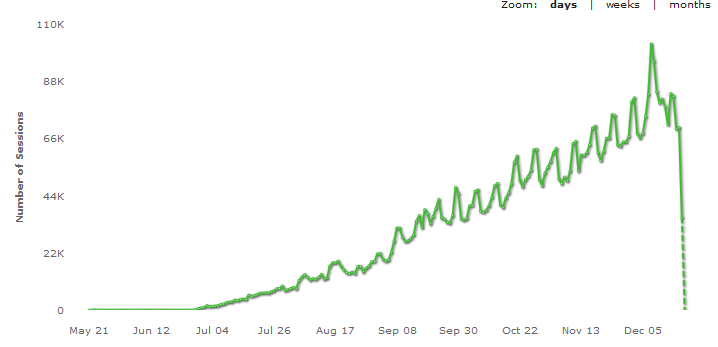 Zoom: days | weeks | months
110K
88K
66K
44K
22K
0
Number of Sessions
May 21 Jun 12 Jul 04 Jul 26 Aug 17 Sep 08 Sep 30 Oct 22 Nov 13 Dec 05